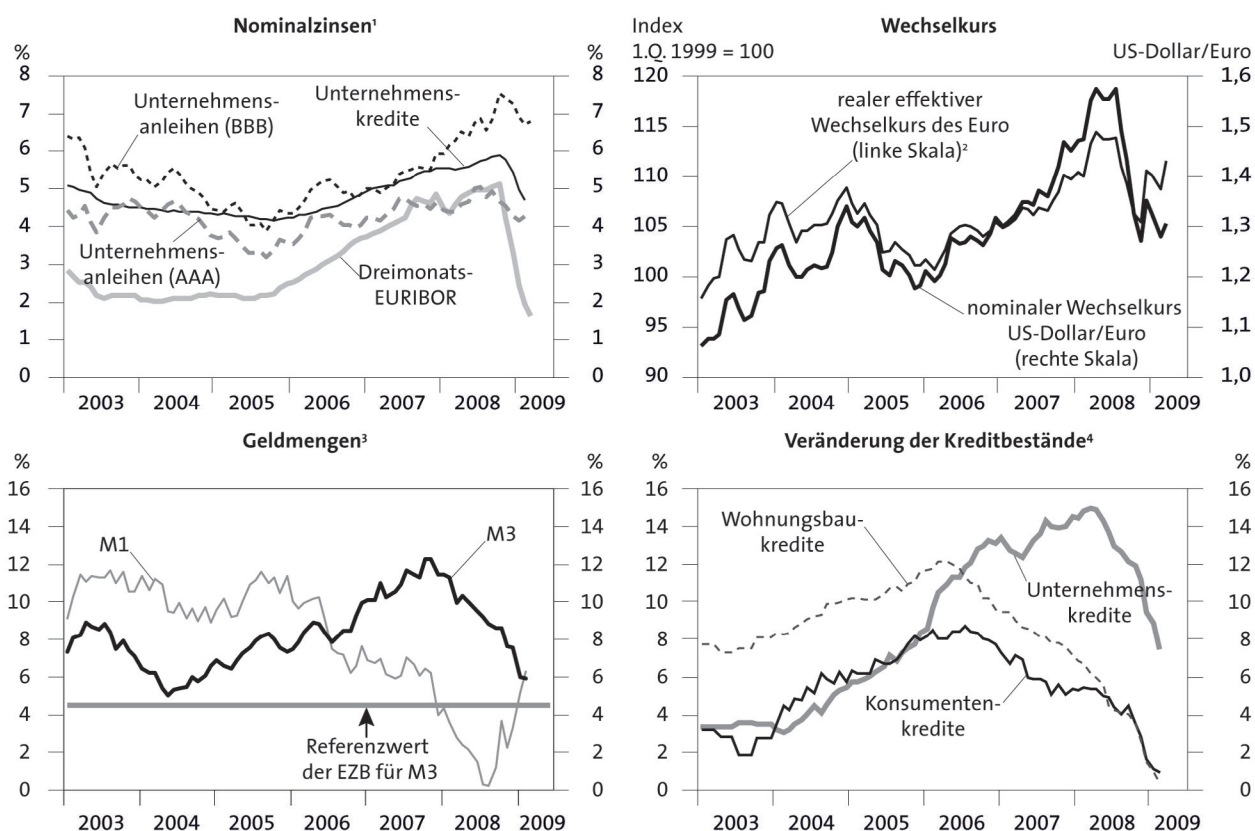 Nominalzinsen¹
%
%
8
7
6
5
4
3
2
1
0
8
7
6
5
4
3
2
1
0
Unternehmens-
anleihen (BBB)
Unternehmens-
kredite
Unternehmens-
anleihen (AAA)
Dreimonats-
EURIBOR
2003 2004 2005 2006 2007 2008 2009
Wechselkurs
Index
1.Q. 1999 = 100
US-Dollar/Euro
120
115
110
105
100
95
90
1,6
1,5
1,4
1,3
1,2
1,1
1,0
realer effektiver
Wechselkurs des Euro
(linke Skala)²
nominaler Wechselkurs
US-Dollar/Euro
(rechte Skala)
2003 2004 2005 2006 2007 2008 2009
Geldmengen³
%
%
16
14
12
10
8
6
4
2
0
16
14
12
10
8
6
4
2
0
M1
M3
Referenzwert
der EZB für M3
2003 2004 2005 2006 2007 2008 2009
Veränderung der Kreditbestände⁴
%
%
16
14
12
10
8
6
4
2
0
16
14
12
10
8
6
4
2
0
Wohnungsbau-
kredite
Unternehmens-
kredite
Konsumenten-
kredite
2003 2004 2005 2006 2007 2008 2009